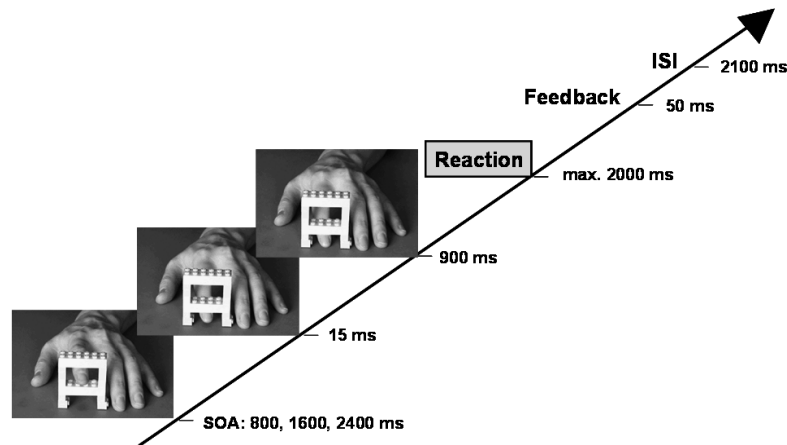 ISI
2100 ms
Feedback
50 ms
Reaction
max. 2000 ms
900 ms
15 ms
SOA: 800, 1600, 2400 ms